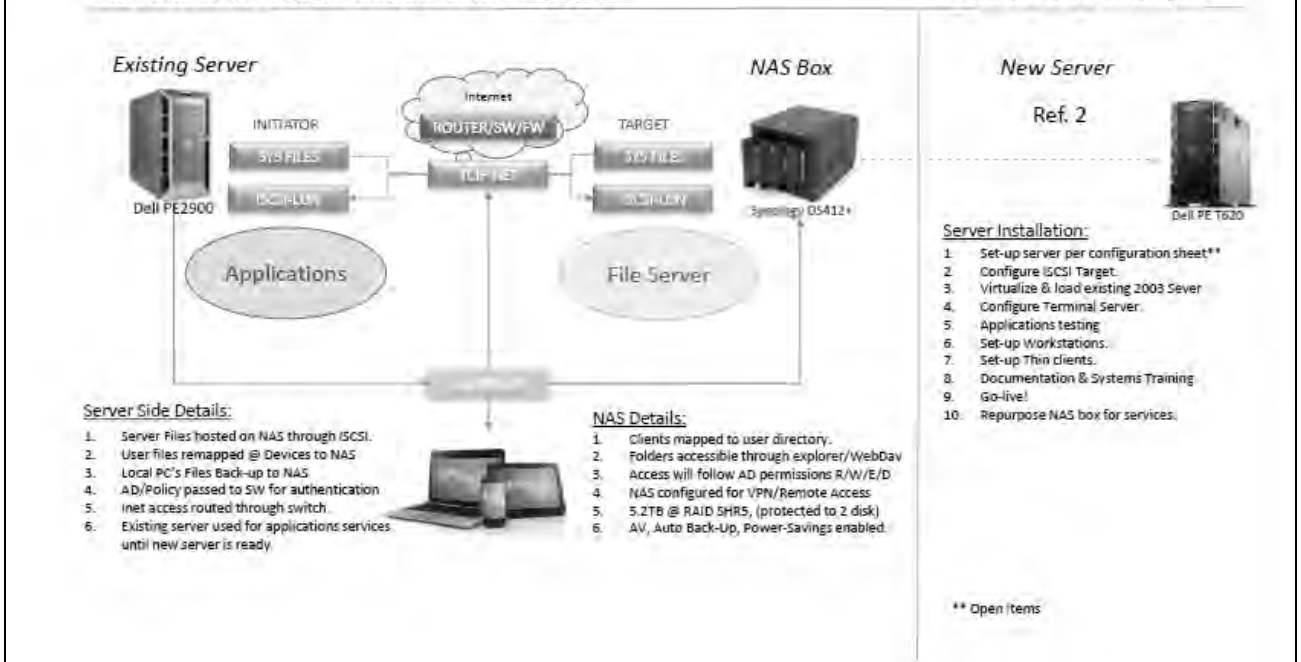 Existing Server
NAS Box
New Server
Ref. 2
Internet
ROUTER/SW/FW
INITIATOR
TARGET
SYS FILES
SYS FILES
ISCSI-LUN
ISCSI-LUN
Dell PE2900
Synology DS412+
Dell PE T620
Applications
File Server
Server Side Details:
1. Server Files hosted on NAS through ISCSI.
2. User files remapped @ Devices to NAS
3. Local PC's Files Back-up to NAS
4. AD/Policy passed to SW for authentication
5. Inet access routed through switch.
6. Existing server used for applications services
until new server is ready.
NAS Details:
1. Clients mapped to user directory.
2. Folders accessible through explorer/WebDav
3. Access will follow AD permissions R/W/E/D
4. NAS configured for VPN/Remote Access
5. 5.2TB @ RAID SHR5, (protected to 2 disk)
6. AV, Auto Back-Up, Power-Savings enabled.
Server Installation:
1. Set-up server per configuration sheet**
2. Configure ISCSI Target.
3. Virtualize & load existing 2003 Sever
4. Configure Terminal Server.
5. Applications testing
6. Set-up Workstations.
7. Set-up Thin clients.
8. Documentation & Systems Training
9. Go-live!
10. Repurpose NAS box for services.
** Open Items